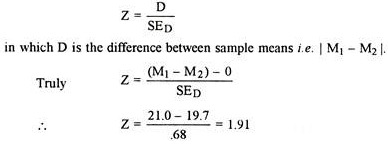 Z = D / SE_D
in which D is the difference between sample means i.e. | M₁ – M₂ |.
Truly Z = (M₁ – M₂) – 0 / SE_D
∴ Z = 21.0 – 19.7 / .68 = 1.91